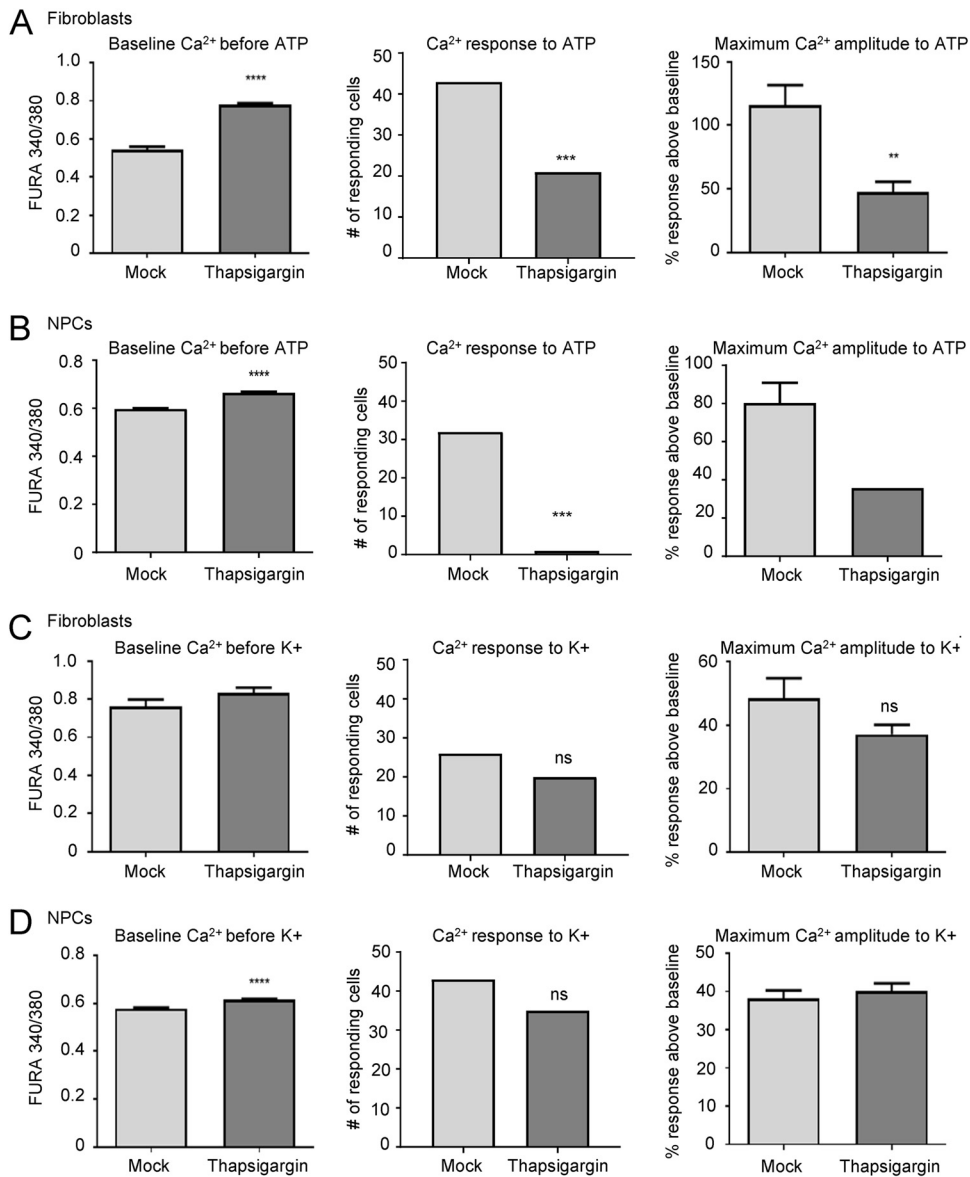 A Fibroblasts
Baseline Ca²⁺ before ATP
FURA 340/380
1.0
0.8
0.6
0.4
0.2
0
****
Mock Thapsigargin
Ca²⁺ response to ATP
# of responding cells
50
40
30
20
10
0
***
Mock Thapsigargin
Maximum Ca²⁺ amplitude to ATP
% response above baseline
150
100
50
0
**
Mock Thapsigargin
B NPCs
Baseline Ca²⁺ before ATP
FURA 340/380
0.8
0.6
0.4
0.2
0
****
Mock Thapsigargin
Ca²⁺ response to ATP
# of responding cells
50
40
30
20
10
0
***
Mock Thapsigargin
Maximum Ca²⁺ amplitude to ATP
% response above baseline
100
80
60
40
20
0
Mock Thapsigargin
C Fibroblasts
Baseline Ca²⁺ before K+
FURA 340/380
1.0
0.8
0.6
0.4
0.2
0
Mock Thapsigargin
Ca²⁺ response to K+
# of responding cells
50
40
30
20
10
0
ns
Mock Thapsigargin
Maximum Ca²⁺ amplitude to K+
% response above baseline
60
40
20
0
ns
Mock Thapsigargin
D NPCs
Baseline Ca²⁺ before K+
FURA 340/380
0.8
0.6
0.4
0.2
0
****
Mock Thapsigargin
Ca²⁺ response to K+
# of responding cells
50
40
30
20
10
0
ns
Mock Thapsigargin
Maximum Ca²⁺ amplitude to K+
% response above baseline
50
40
30
20
10
0
Mock Thapsigargin